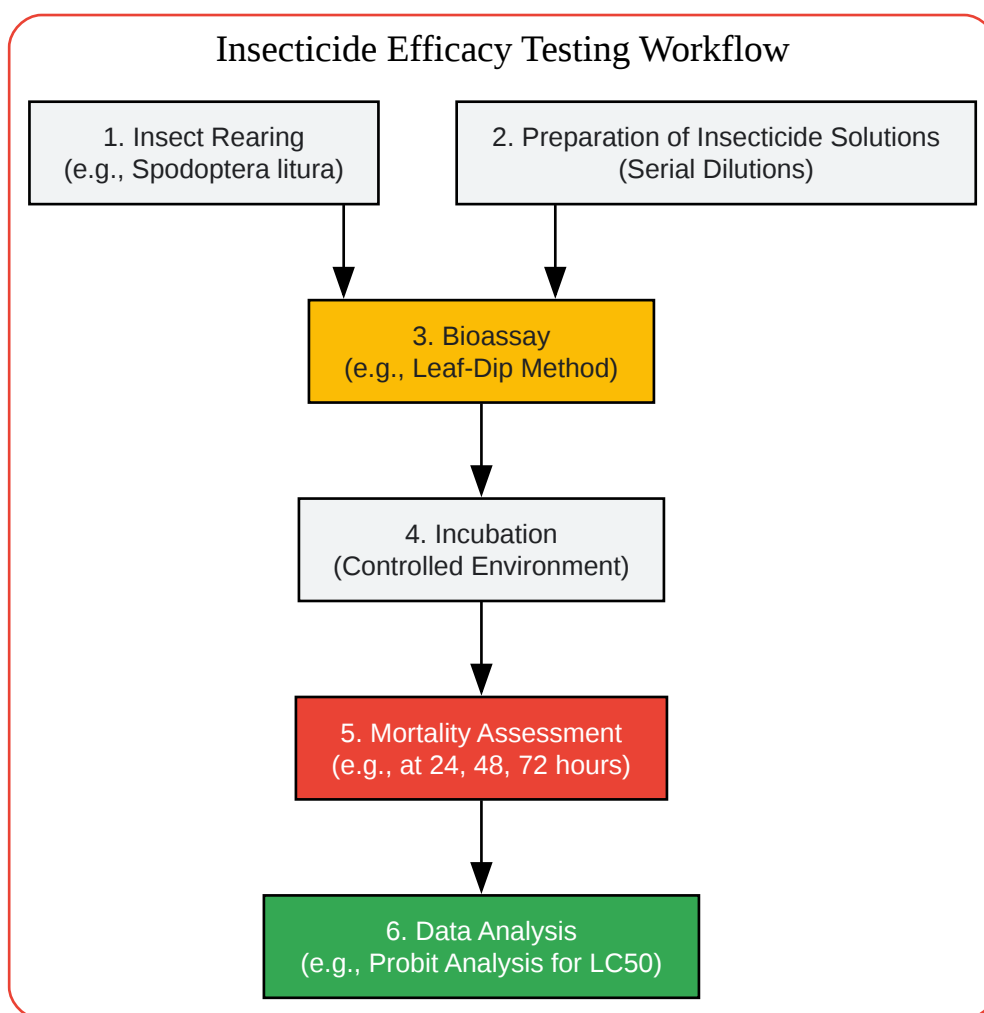 Insecticide Efficacy Testing Workflow
1. Insect Rearing
(e.g., Spodoptera litura)
2. Preparation of Insecticide Solutions
(Serial Dilutions)
3. Bioassay
(e.g., Leaf-Dip Method)
4. Incubation
(Controlled Environment)
5. Mortality Assessment
(e.g., at 24, 48, 72 hours)
6. Data Analysis
(e.g., Probit Analysis for LC50)